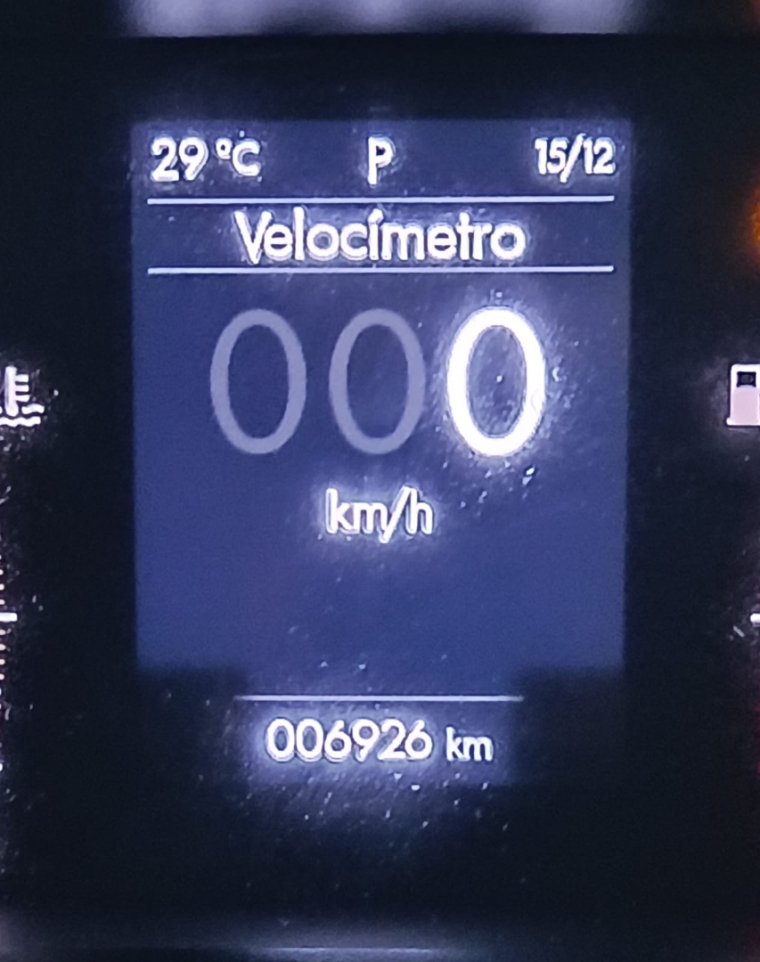 29 °C P 15/12
Velocímetro
000
km/h
006926 km